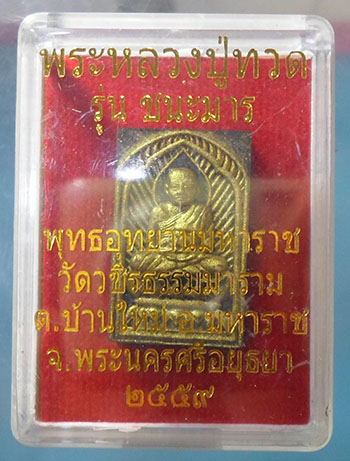 พระหลวงปู่ทวด
รุ่น ชนะมาร
พุทธอุทยานมหาราช
วัดวชิรธรรมาราม
ต.บ้านใหม่ อ.มหาราช
จ.พระนครศรีอยุธยา
๒๕๕๙